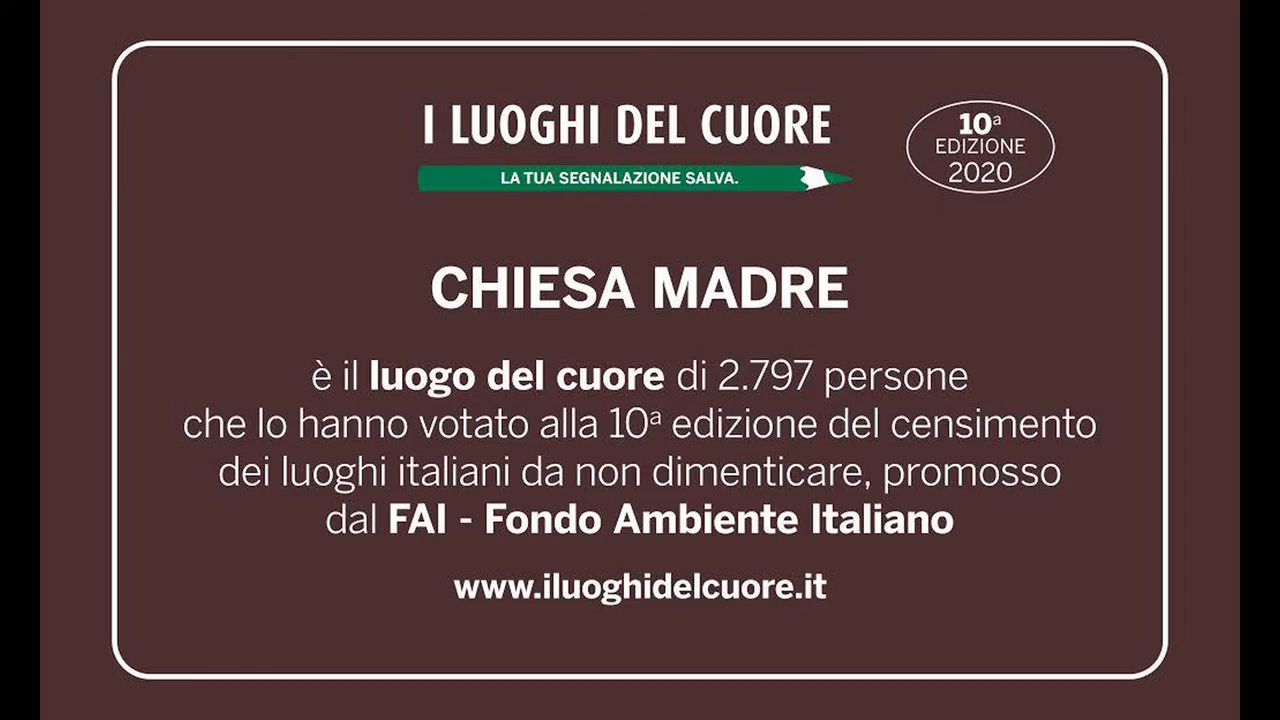 I LUOGHI DEL CUORE
LA TUA SEGNALAZIONE SALVA.
10ª
EDIZIONE
2020
CHIESA MADRE
è il luogo del cuore di 2.797 persone
che lo hanno votato alla 10ª edizione del censimento
dei luoghi italiani da non dimenticare, promosso
dal FAI - Fondo Ambiente Italiano
www.iluoghidelcuore.it